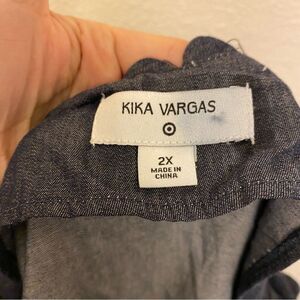 KIKA VARGAS
2X
MADE IN
CHINA